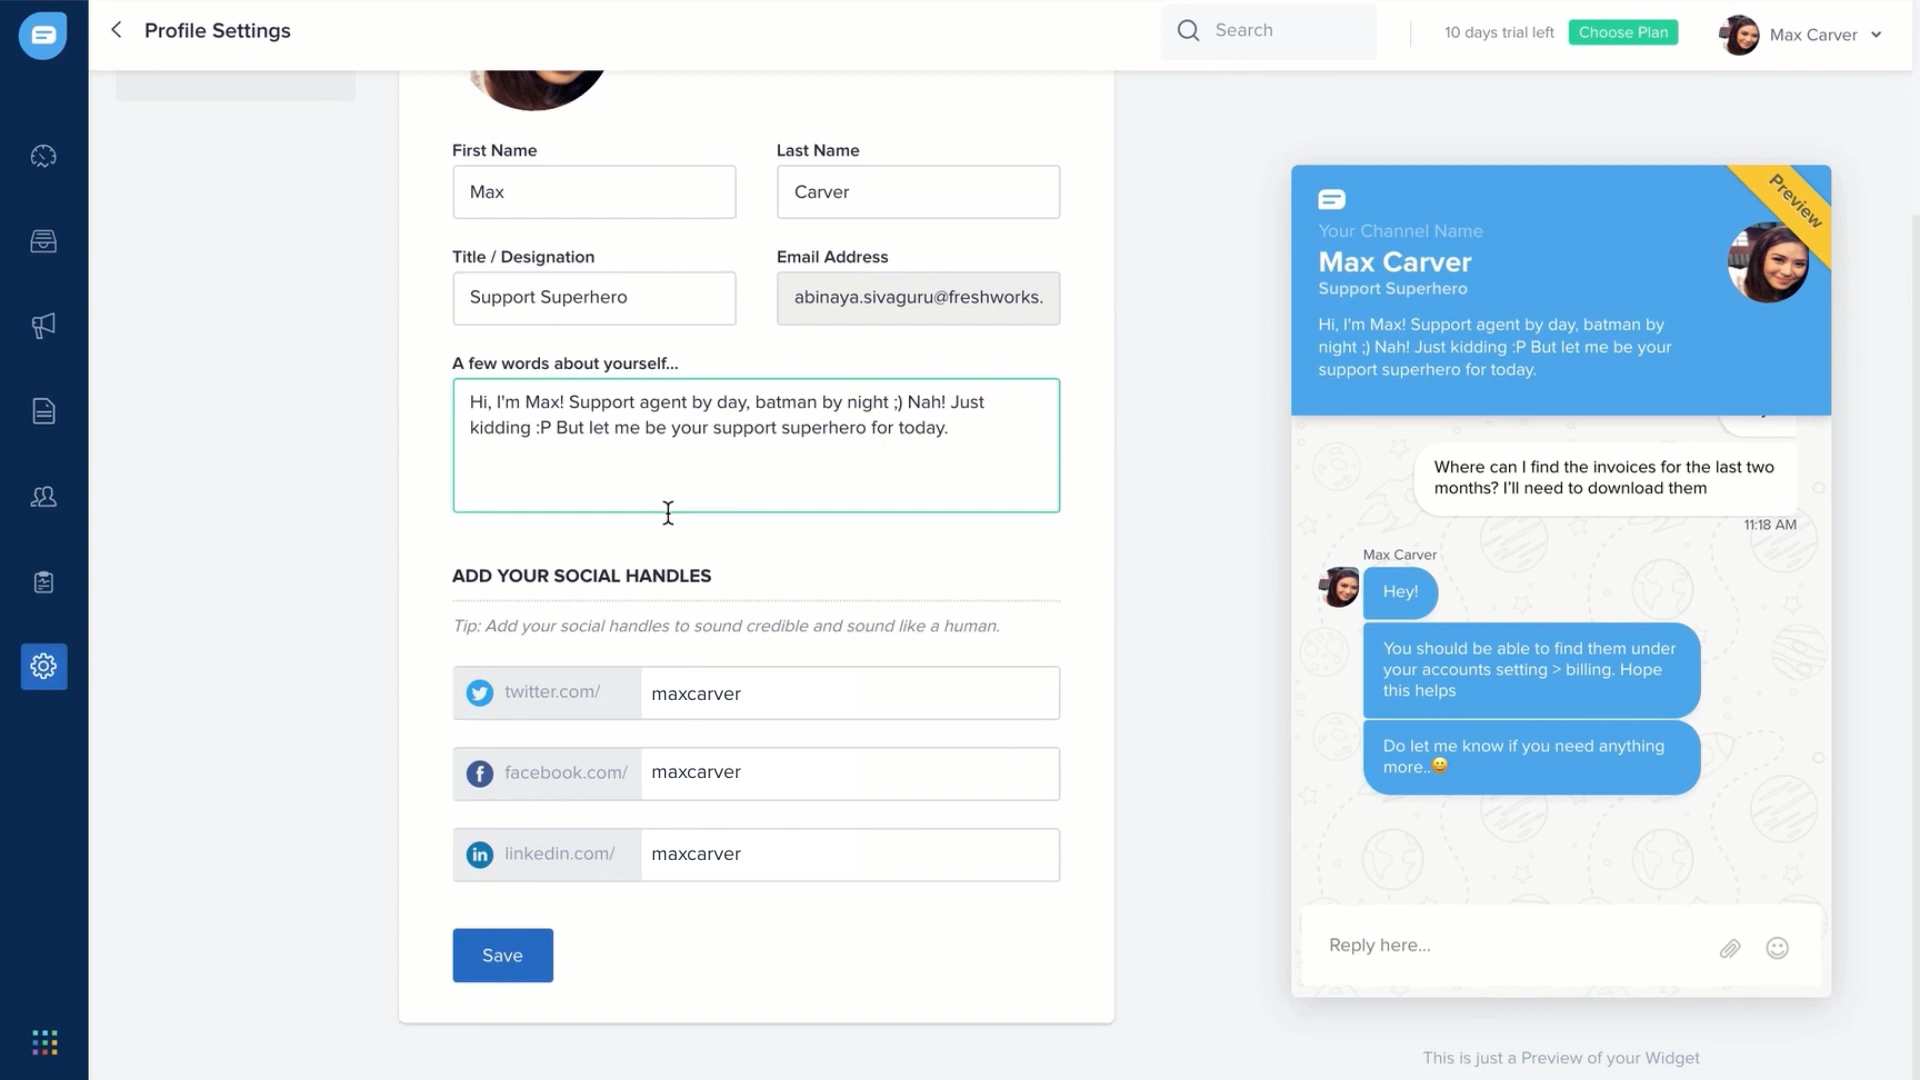 Profile Settings
Search
10 days trial left
Choose Plan
Max Carver
First Name
Last Name
Max
Carver
Title / Designation
Email Address
Support Superhero
abinaya.sivaguru@freshworks.
A few words about yourself...
Hi, I'm Max! Support agent by day, batman by night ;) Nah! Just
kidding :P But let me be your support superhero for today.
ADD YOUR SOCIAL HANDLES
Tip: Add your social handles to sound credible and sound like a human.
twitter.com/
maxcarver
facebook.com/
maxcarver
linkedin.com/
maxcarver
Save
Preview
Your Channel Name
Max Carver
Support Superhero
Hi, I'm Max! Support agent by day, batman by
night ;) Nah! Just kidding :P But let me be your
support superhero for today.
Where can I find the invoices for the last two
months? I'll need to download them
11:18 AM
Max Carver
Hey!
You should be able to find them under
your accounts setting > billing. Hope
this helps
Do let me know if you need anything
more..😀
Reply here...
This is just a Preview of your Widget